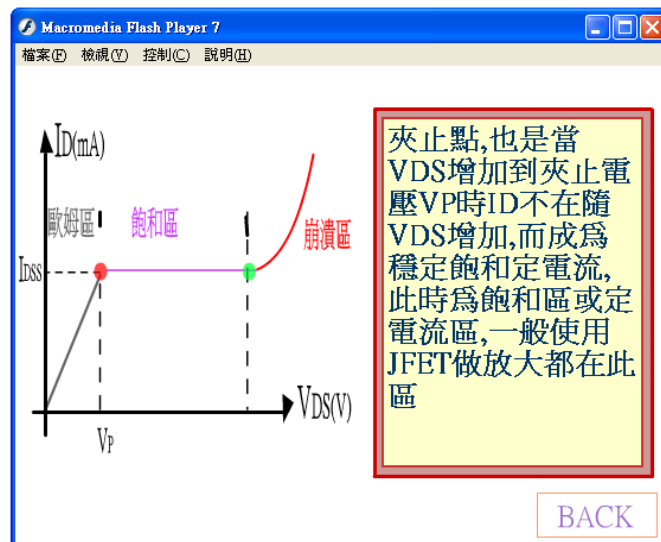 Macromedia Flash Player 7
檔案(F) 檢視(V) 控制(C) 說明(H)
ID(mA)
歐姆區
飽和區
崩潰區
IDSS
VDS(V)
VP
夾止點,也是當
VDS增加到夾止電
壓VP時ID不在隨
VDS增加,而成爲
穩定飽和定電流,
此時爲飽和區或定
電流區,一般使用
JFET做放大都在此
區
BACK